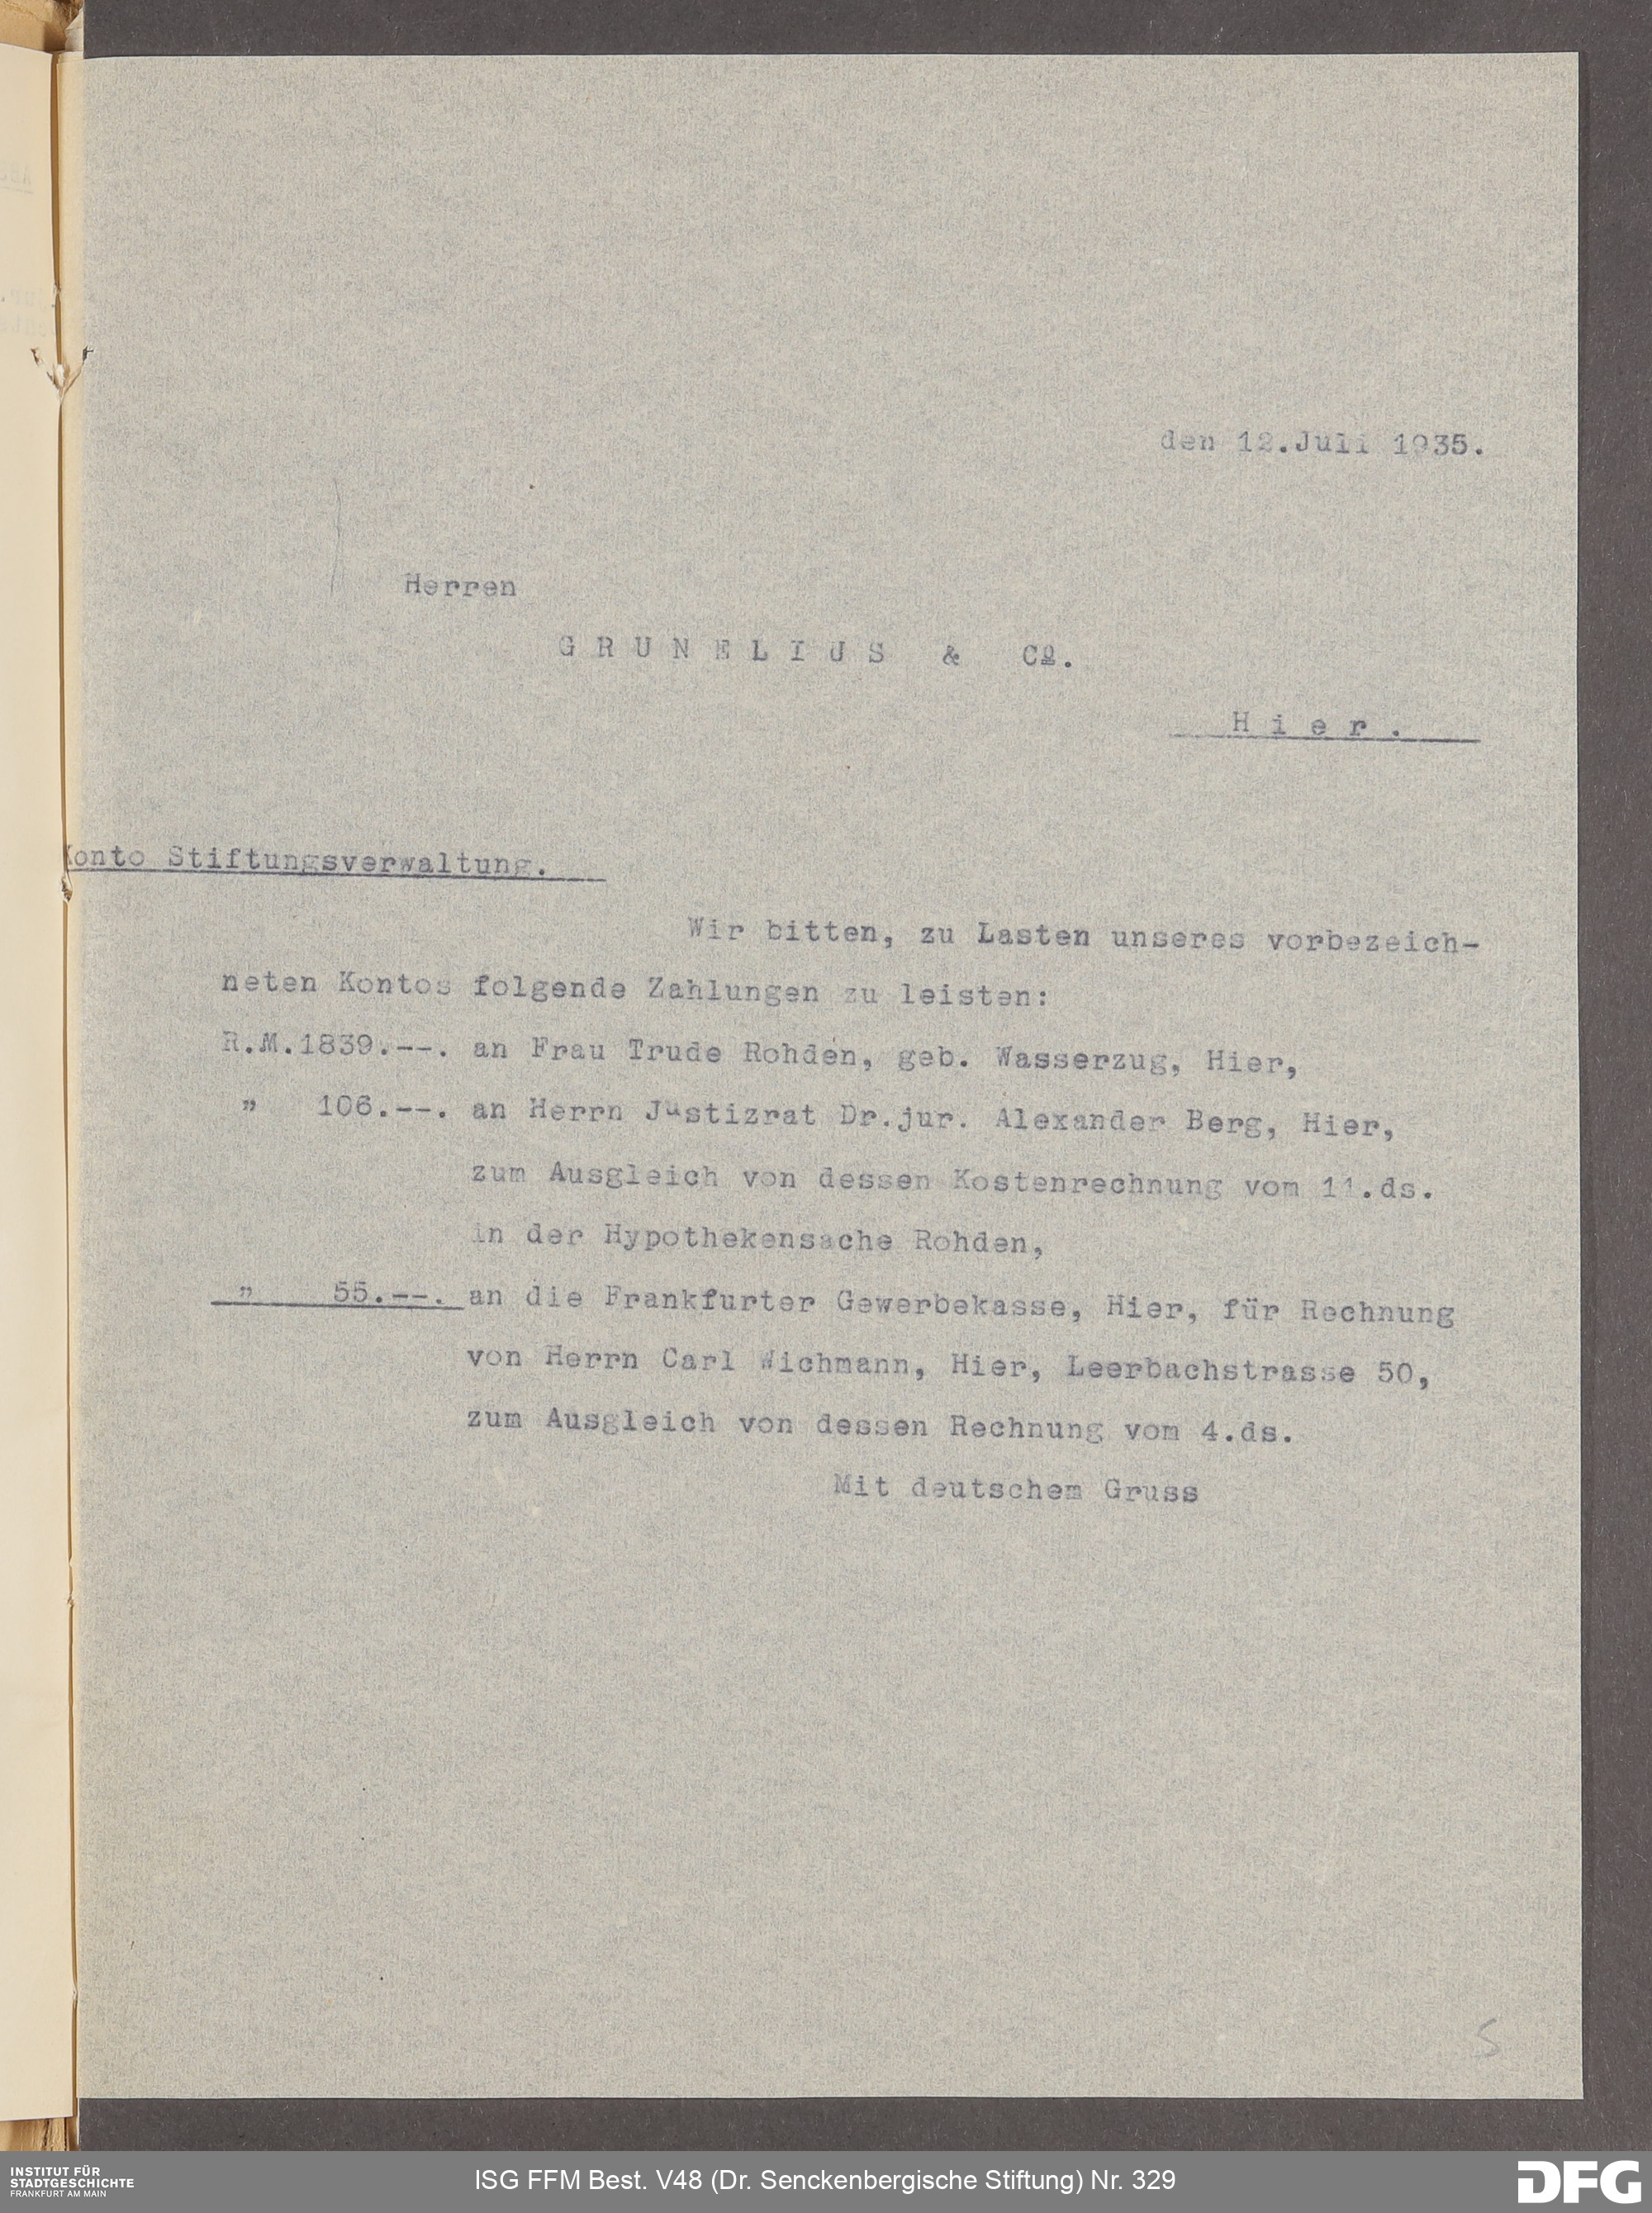 den 12.Juli 1935.
Herren
G R U N E L I U S & Co.
H i e r .
Konto Stiftungsverwaltung.
Wir bitten, zu Lasten unseres vorbezeich-
neten Kontos folgende Zahlungen zu leisten:
R.M.1839.--. an Frau Trude Rohden, geb. Wasserzug, Hier,
" 106.--. an Herrn Justizrat Dr.jur. Alexander Berg, Hier,
zum Ausgleich von dessen Kostenrechnung vom 11.ds.
in der Hypothekensache Rohden,
" 55.--. an die Frankfurter Gewerbekasse, Hier, für Rechnung
von Herrn Carl Wichmann, Hier, Leerbachstrasse 50,
zum Ausgleich von dessen Rechnung vom 4.ds.
Mit deutschem Gruss
5
INSTITUT FÜR
STADTGESCHICHTE
FRANKFURT AM MAIN
ISG FFM Best. V48 (Dr. Senckenbergische Stiftung) Nr. 329
DFG